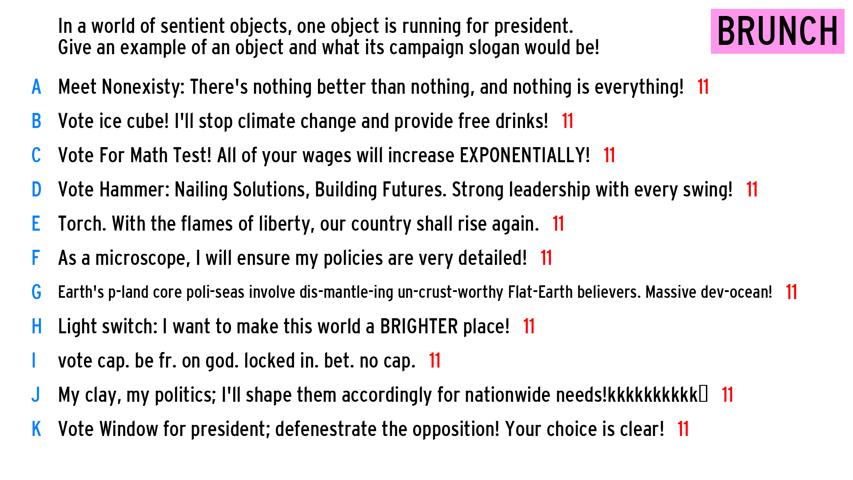 In a world of sentient objects, one object is running for president.
Give an example of an object and what its campaign slogan would be!
BRUNCH
A Meet Nonexisty: There's nothing better than nothing, and nothing is everything! 11
B Vote ice cube! I'll stop climate change and provide free drinks! 11
C Vote For Math Test! All of your wages will increase EXPONENTIALLY! 11
D Vote Hammer: Nailing Solutions, Building Futures. Strong leadership with every swing! 11
E Torch. With the flames of liberty, our country shall rise again. 11
F As a microscope, I will ensure my policies are very detailed! 11
G Earth's p-land core poli-seas involve dis-mantle-ing un-crust-worthy Flat-Earth believers. Massive dev-ocean! 11
H Light switch: I want to make this world a BRIGHTER place! 11
I vote cap. be fr. on god. locked in. bet. no cap. 11
J My clay, my politics; I'll shape them accordingly for nationwide needs!kkkkkkkkkk▯ 11
K Vote Window for president; defenestrate the opposition! Your choice is clear! 11